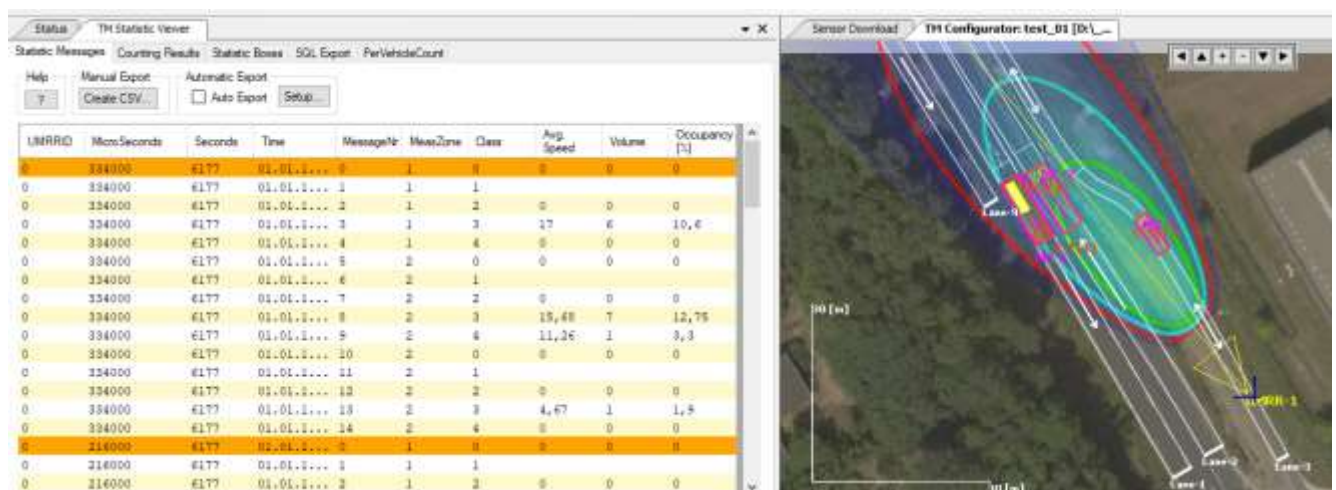 Status TM Statistic Viewer
Statistic Messages Counting Results Statistic Boxes SQL Export PerVehicleCount
Help Manual Export Automatic Export
? Create CSV... Auto Export Setup...
UMRRID MicroSeconds Seconds Time MessageNr MeasZone Class Avg. Speed Volume Occupancy [%]
0 334000 6177 01.01.1... 0 1 0 0 0 0
0 334000 6177 01.01.1... 1 1 1
0 334000 6177 01.01.1... 2 1 2 0 0 0
0 334000 6177 01.01.1... 3 1 3 17 6 10,6
0 334000 6177 01.01.1... 4 1 4 0 0 0
0 334000 6177 01.01.1... 5 2 0 0 0 0
0 334000 6177 01.01.1... 6 2 1
0 334000 6177 01.01.1... 7 2 2 0 0 0
0 334000 6177 01.01.1... 8 2 3 15,68 7 12,75
0 334000 6177 01.01.1... 9 2 4 11,26 1 3,3
0 334000 6177 01.01.1... 10 2 0 0 0 0
0 334000 6177 01.01.1... 11 2 1
0 334000 6177 01.01.1... 12 2 2 0 0 0
0 334000 6177 01.01.1... 13 2 3 4,67 1 1,9
0 334000 6177 01.01.1... 14 2 4 0 0 0
0 216000 6177 01.01.1... 0 1 0 0 0 0
0 216000 6177 01.01.1... 1 1 1
0 216000 6177 01.01.1... 2 1 2 0 0 0
Sensor Download TM Configurator: test_01 [D:\_...
Lane-1
Lane-2
Lane-3